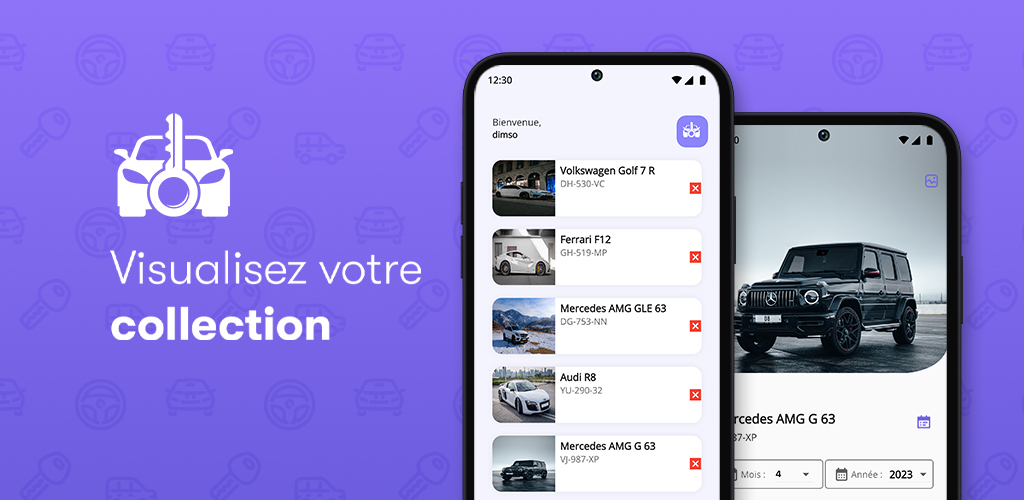 Visualisez votre
collection
12:30
Bienvenue,
dimso
Volkswagen Golf 7 R
DH-530-VC
Ferrari F12
GH-519-MP
Mercedes AMG GLE 63
DG-753-NN
Audi R8
YU-290-32
Mercedes AMG G 63
VJ-987-XP
0
rcedes AMG G 63
87-XP
Mois : 4
Année : 2023